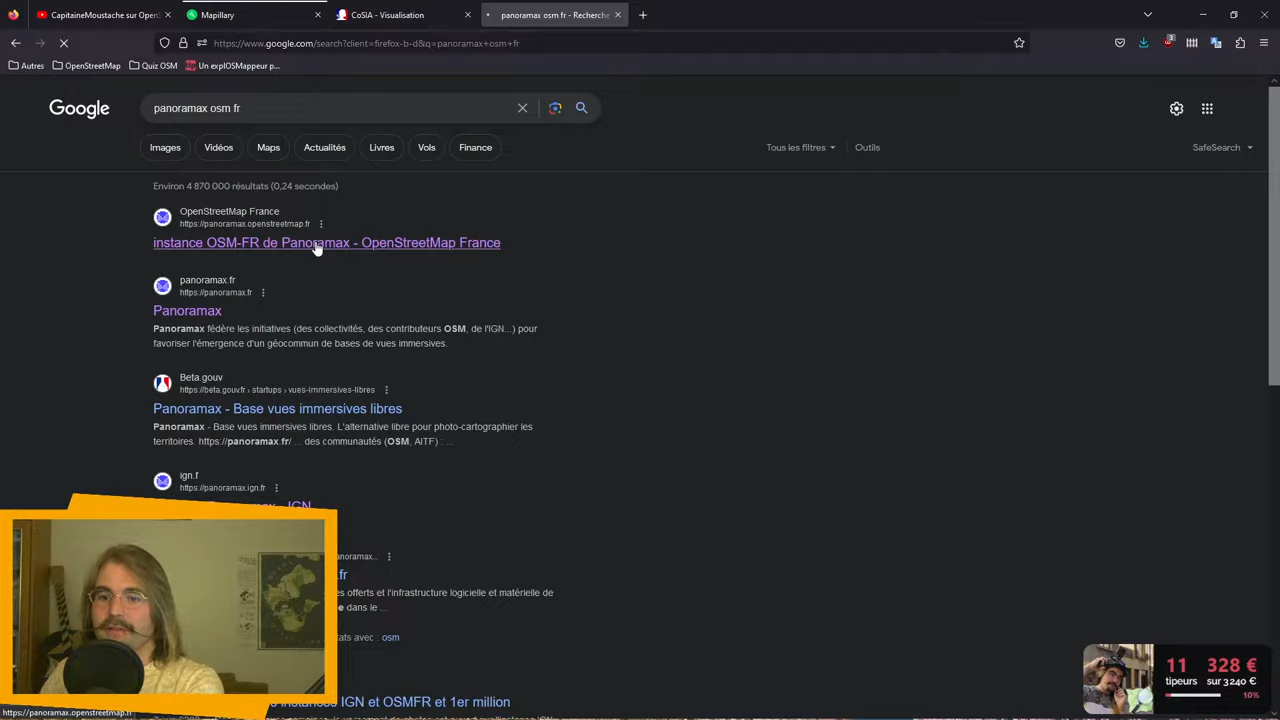 CapitaineMoustache sur Open
Mapillary
CoSIA - Visualisation
panoramax osm fr - Recherche
https://www.google.com/search?client=firefox-b-d&q=panoramax+osm+fr
3
Autres
OpenStreetMap
Quiz OSM
Un explOSMappeur p...
Google
panoramax osm fr
Images
Vidéos
Maps
Actualités
Livres
Vols
Finance
Tous les filtres
Outils
SafeSearch
Environ 4 870 000 résultats (0,24 secondes)
OpenStreetMap France
https://panoramax.openstreetmap.fr
instance OSM-FR de Panoramax - OpenStreetMap France
panoramax.fr
https://panoramax.fr
Panoramax
Panoramax fédère les initiatives (des collectivités, des contributeurs OSM, de l'IGN...) pour
favoriser l'émergence d'un géocommun de bases de vues immersives.
Beta.gouv
https://beta.gouv.fr › startups › vues-immersives-libres
Panoramax - Base vues immersives libres
Panoramax - Base vues immersives libres. L'alternative libre pour photo-cartographier les
territoires. https://panoramax.fr/ ... des communautés (OSM, AITF) : ...
ign.f
https://panoramax.ign.fr
IGN
anoramax...
.fr
es offerts et l'infrastructure logicielle et matérielle de
e dans le ...
tats avec : osm
instances IGN et OSMFR et 1er million
11
tipeurs
328 €
sur 3 240 €
10%
https://panoramax.openstreetmap.fr